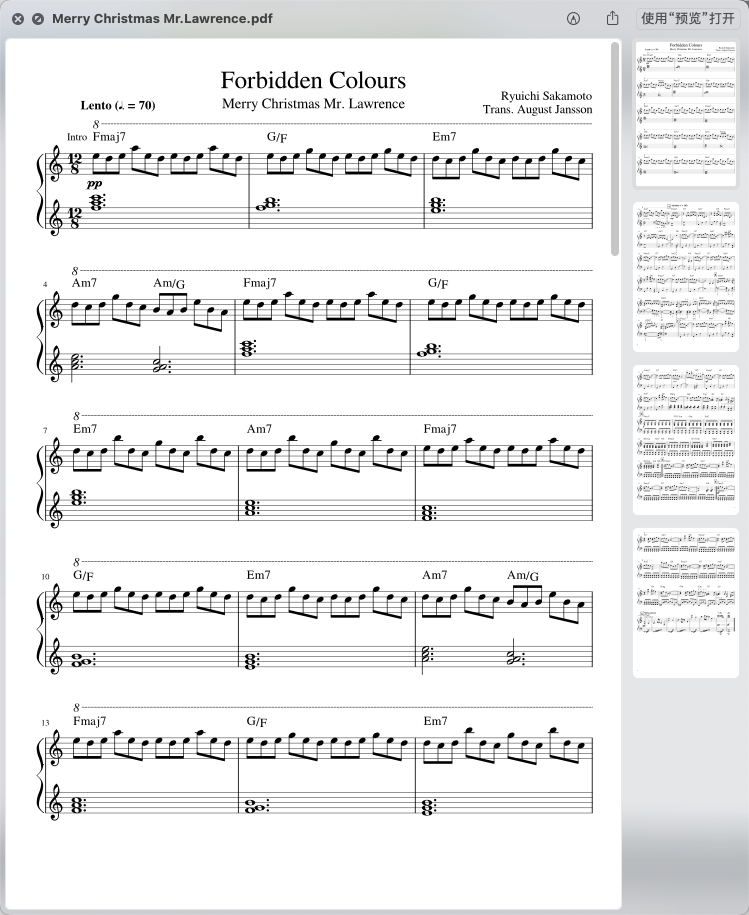 Merry Christmas Mr.Lawrence.pdf
使用“预览”打开
Forbidden Colours
Merry Christmas Mr. Lawrence
Lento (♩. = 70)
Ryuichi Sakamoto
Trans. August Jansson
8
Intro Fmaj7 G/F Em7
12 8
pp
12 8
8
4 Am7 Am/G Fmaj7 G/F
8
7 Em7 Am7 Fmaj7
8
10 G/F Em7 Am7 Am/G
8
13 Fmaj7 G/F Em7